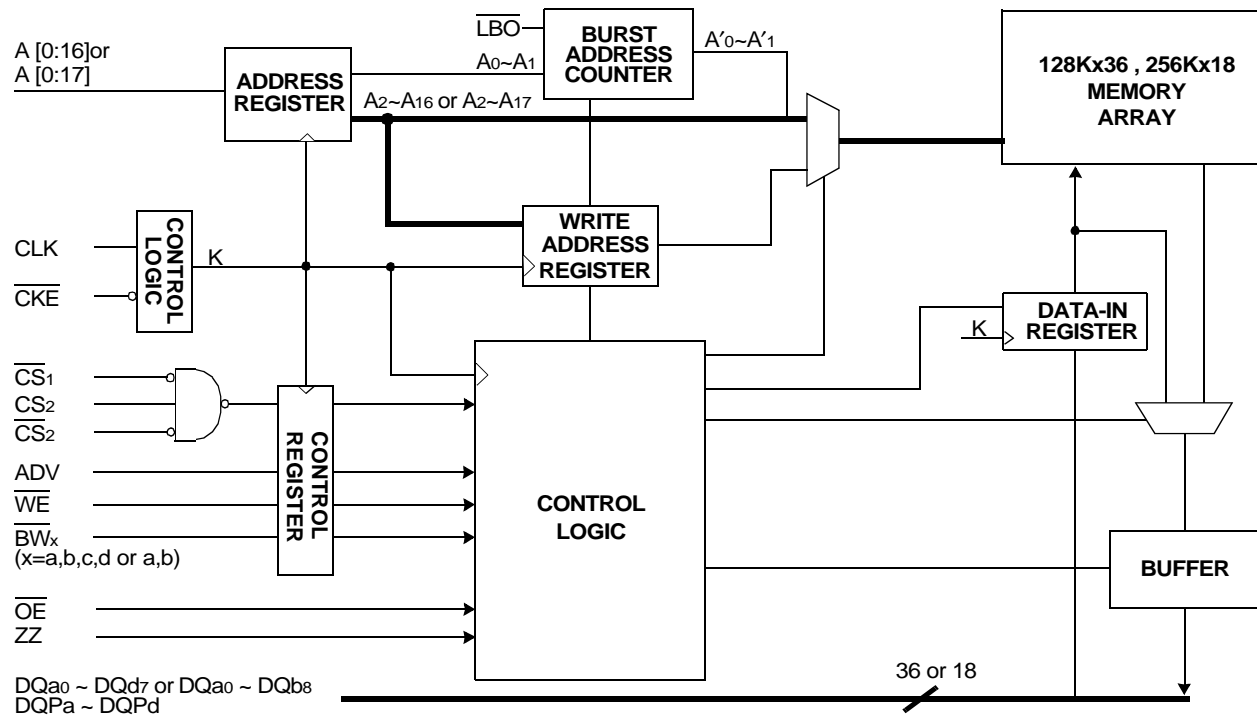 LBO
BURST
ADDRESS
COUNTER
A′0~A′1
A [0:16]or
A [0:17]
ADDRESS
REGISTER
A0~A1
A2~A16 or A2~A17
128Kx36 , 256Kx18
MEMORY
ARRAY
WRITE
ADDRESS
REGISTER
CLK
CKE
CONTROL
LOGIC
K
DATA-IN
REGISTER
K
CS1
CS2
CS2
CONTROL
REGISTER
ADV
WE
BWx
(x=a,b,c,d or a,b)
CONTROL
LOGIC
BUFFER
OE
ZZ
DQa0 ~ DQd7 or DQa0 ~ DQb8
DQPa ~ DQPd
36 or 18